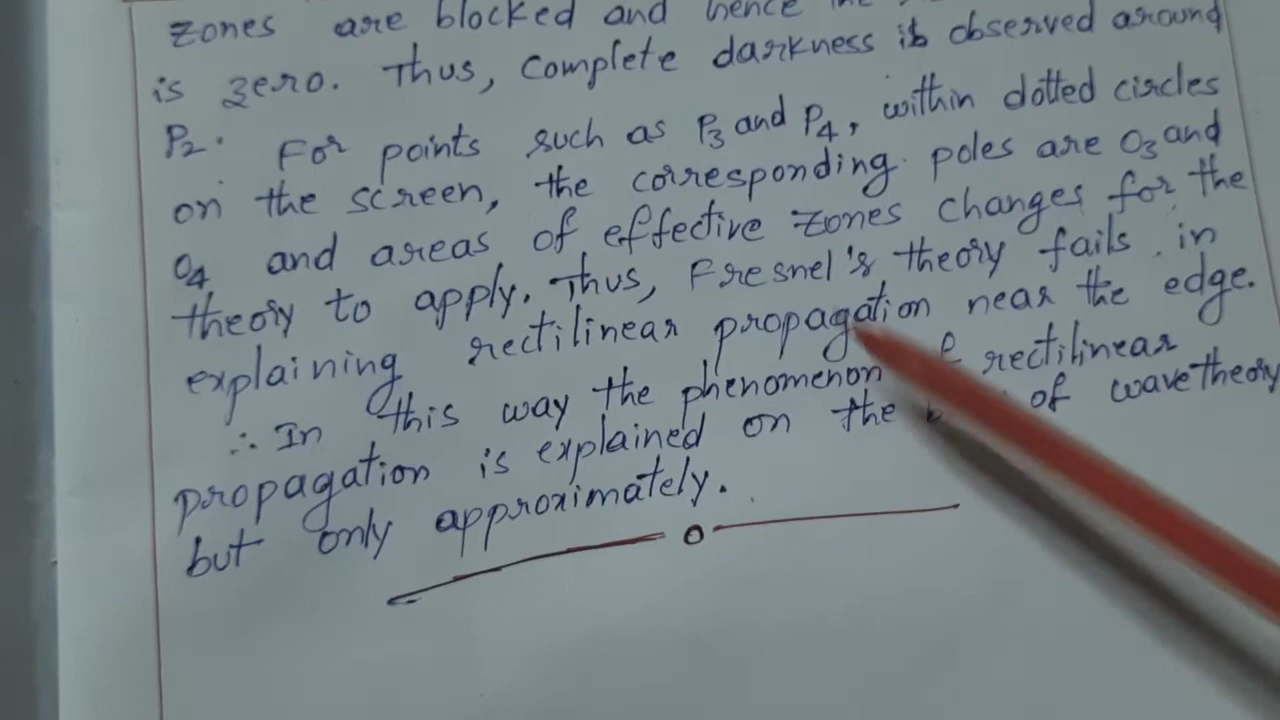 zones are blocked and hence
is zero. Thus, complete darkness is observed around
P2. For points such as P3 and P4, within dotted circles
on the screen, the corresponding poles are O3 and
O4 and areas of effective zones changes for the
theory to apply. Thus, Fresnel's theory fails in
explaining rectilinear propagation near the edge.
∴ In this way the phenomenon rectilinear
propagation is explained on the of wave theory
but only approximately.